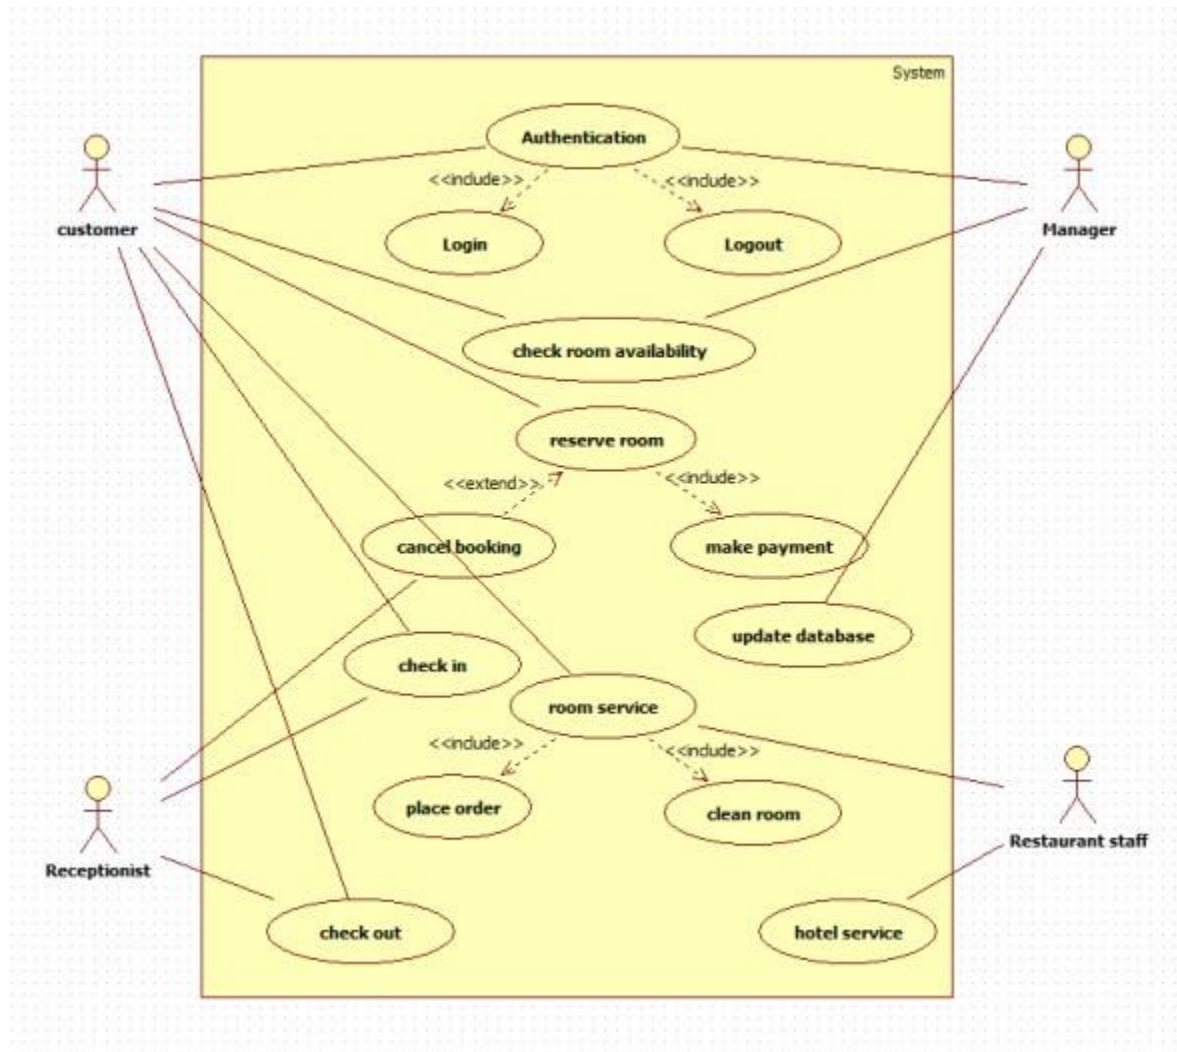 System
Authentication
<<include>>
<<include>>
Login
Logout
customer
Manager
check room availability
reserve room
<<extend>>
<<include>>
cancel booking
make payment
update database
check in
room service
<<include>>
<<include>>
place order
clean room
Receptionist
Restaurant staff
check out
hotel service